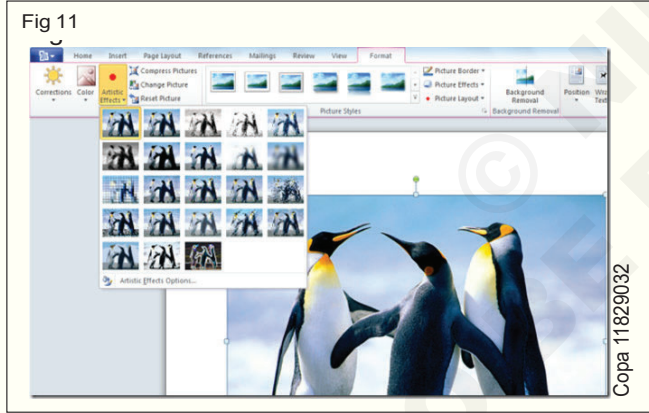 Fig 11
Home Insert Page Layout References Mailings Review View Format
Corrections Color Artistic Effects Compress Pictures Change Picture Reset Picture Picture Border Picture Effects Picture Layout Background Removal Position
Picture Styles Background Removal
Artistic Effects Options...
Copa 11829032